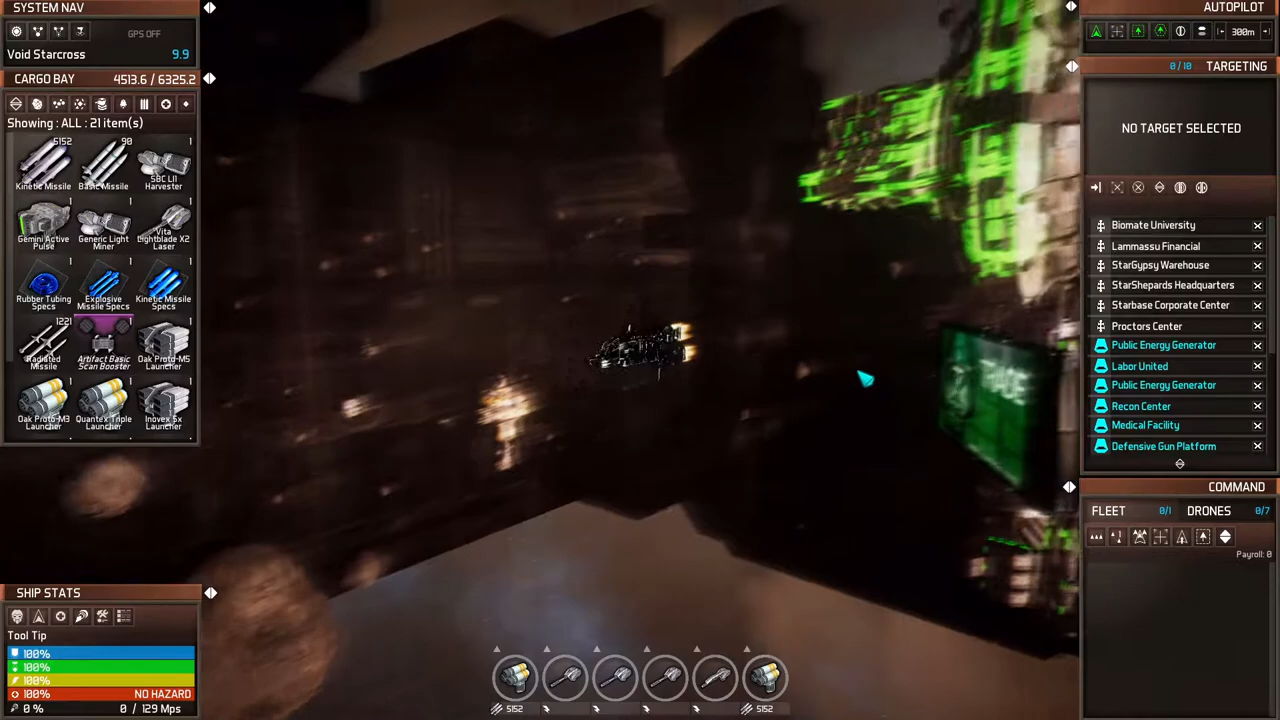 SYSTEM NAV
GPS OFF
Void Starcross 9.9
CARGO BAY 4513.6 / 6325.2
Showing : ALL : 21 item(s)
5152 90 1
Kinetic Missile
Basic Missile
SBC L11 Harvester
1 1 1
Gemini Active Pulse
Generic Light Miner
Vita Lightblade X2 Laser
1 1 1
Rubber Tubing Specs
Explosive Missile Specs
Kinetic Missile Specs
1221 1 1
Radiated Missile
Artifact Basic Scan Booster
Oak Proto-M5 Launcher
1 1 1
Oak Proto-M3 Launcher
Quantex Triple Launcher
Inovex 5x Launcher
SHIP STATS
Tool Tip
100%
100%
100%
100% NO HAZARD
0 % 0 / 129 Mps
5152 5152
AUTOPILOT
300m
0/10 TARGETING
NO TARGET SELECTED
Biomate University
Lammassu Financial
StarGypsy Warehouse
StarShepards Headquarters
Starbase Corporate Center
Proctors Center
Public Energy Generator
Labor United
Public Energy Generator
Recon Center
Medical Facility
Defensive Gun Platform
COMMAND
FLEET 0/1 DRONES 0/7
Payroll: 0